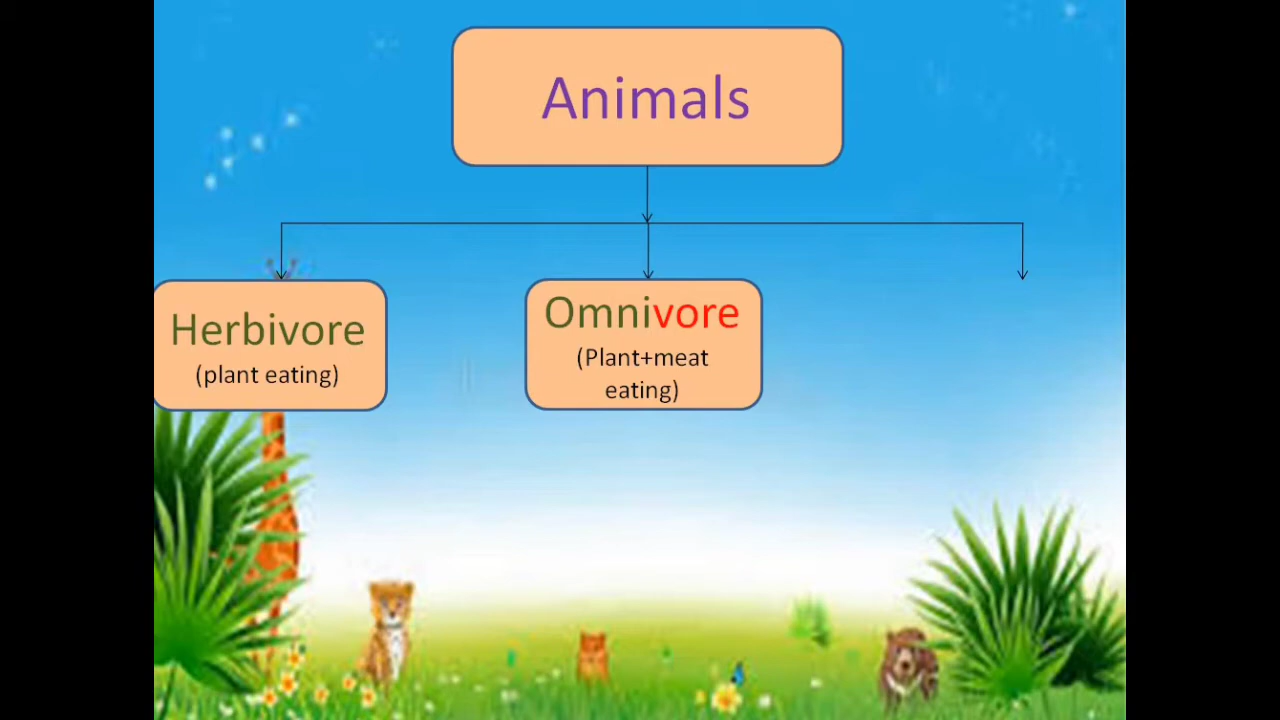 Animals
Herbivore
(plant eating)
Omnivore
(Plant+meat
eating)